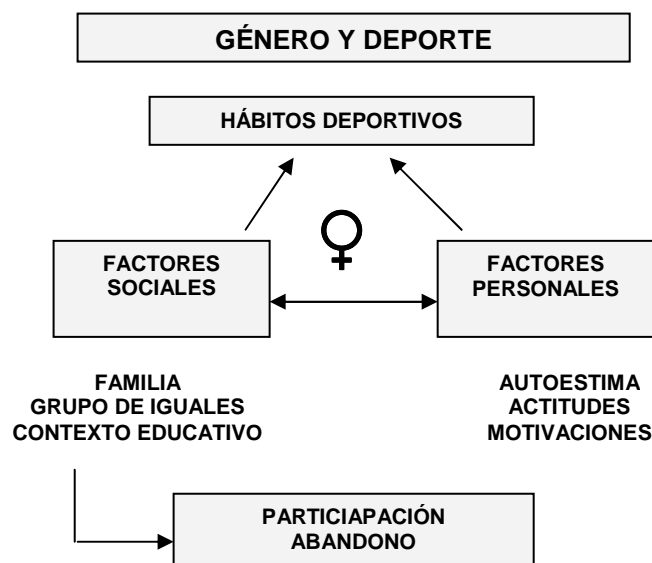 GÉNERO Y DEPORTE
HÁBITOS DEPORTIVOS
FACTORES
SOCIALES
FACTORES
PERSONALES
FAMILIA
GRUPO DE IGUALES
CONTEXTO EDUCATIVO
AUTOESTIMA
ACTITUDES
MOTIVACIONES
PARTICIAPACIÓN
ABANDONO